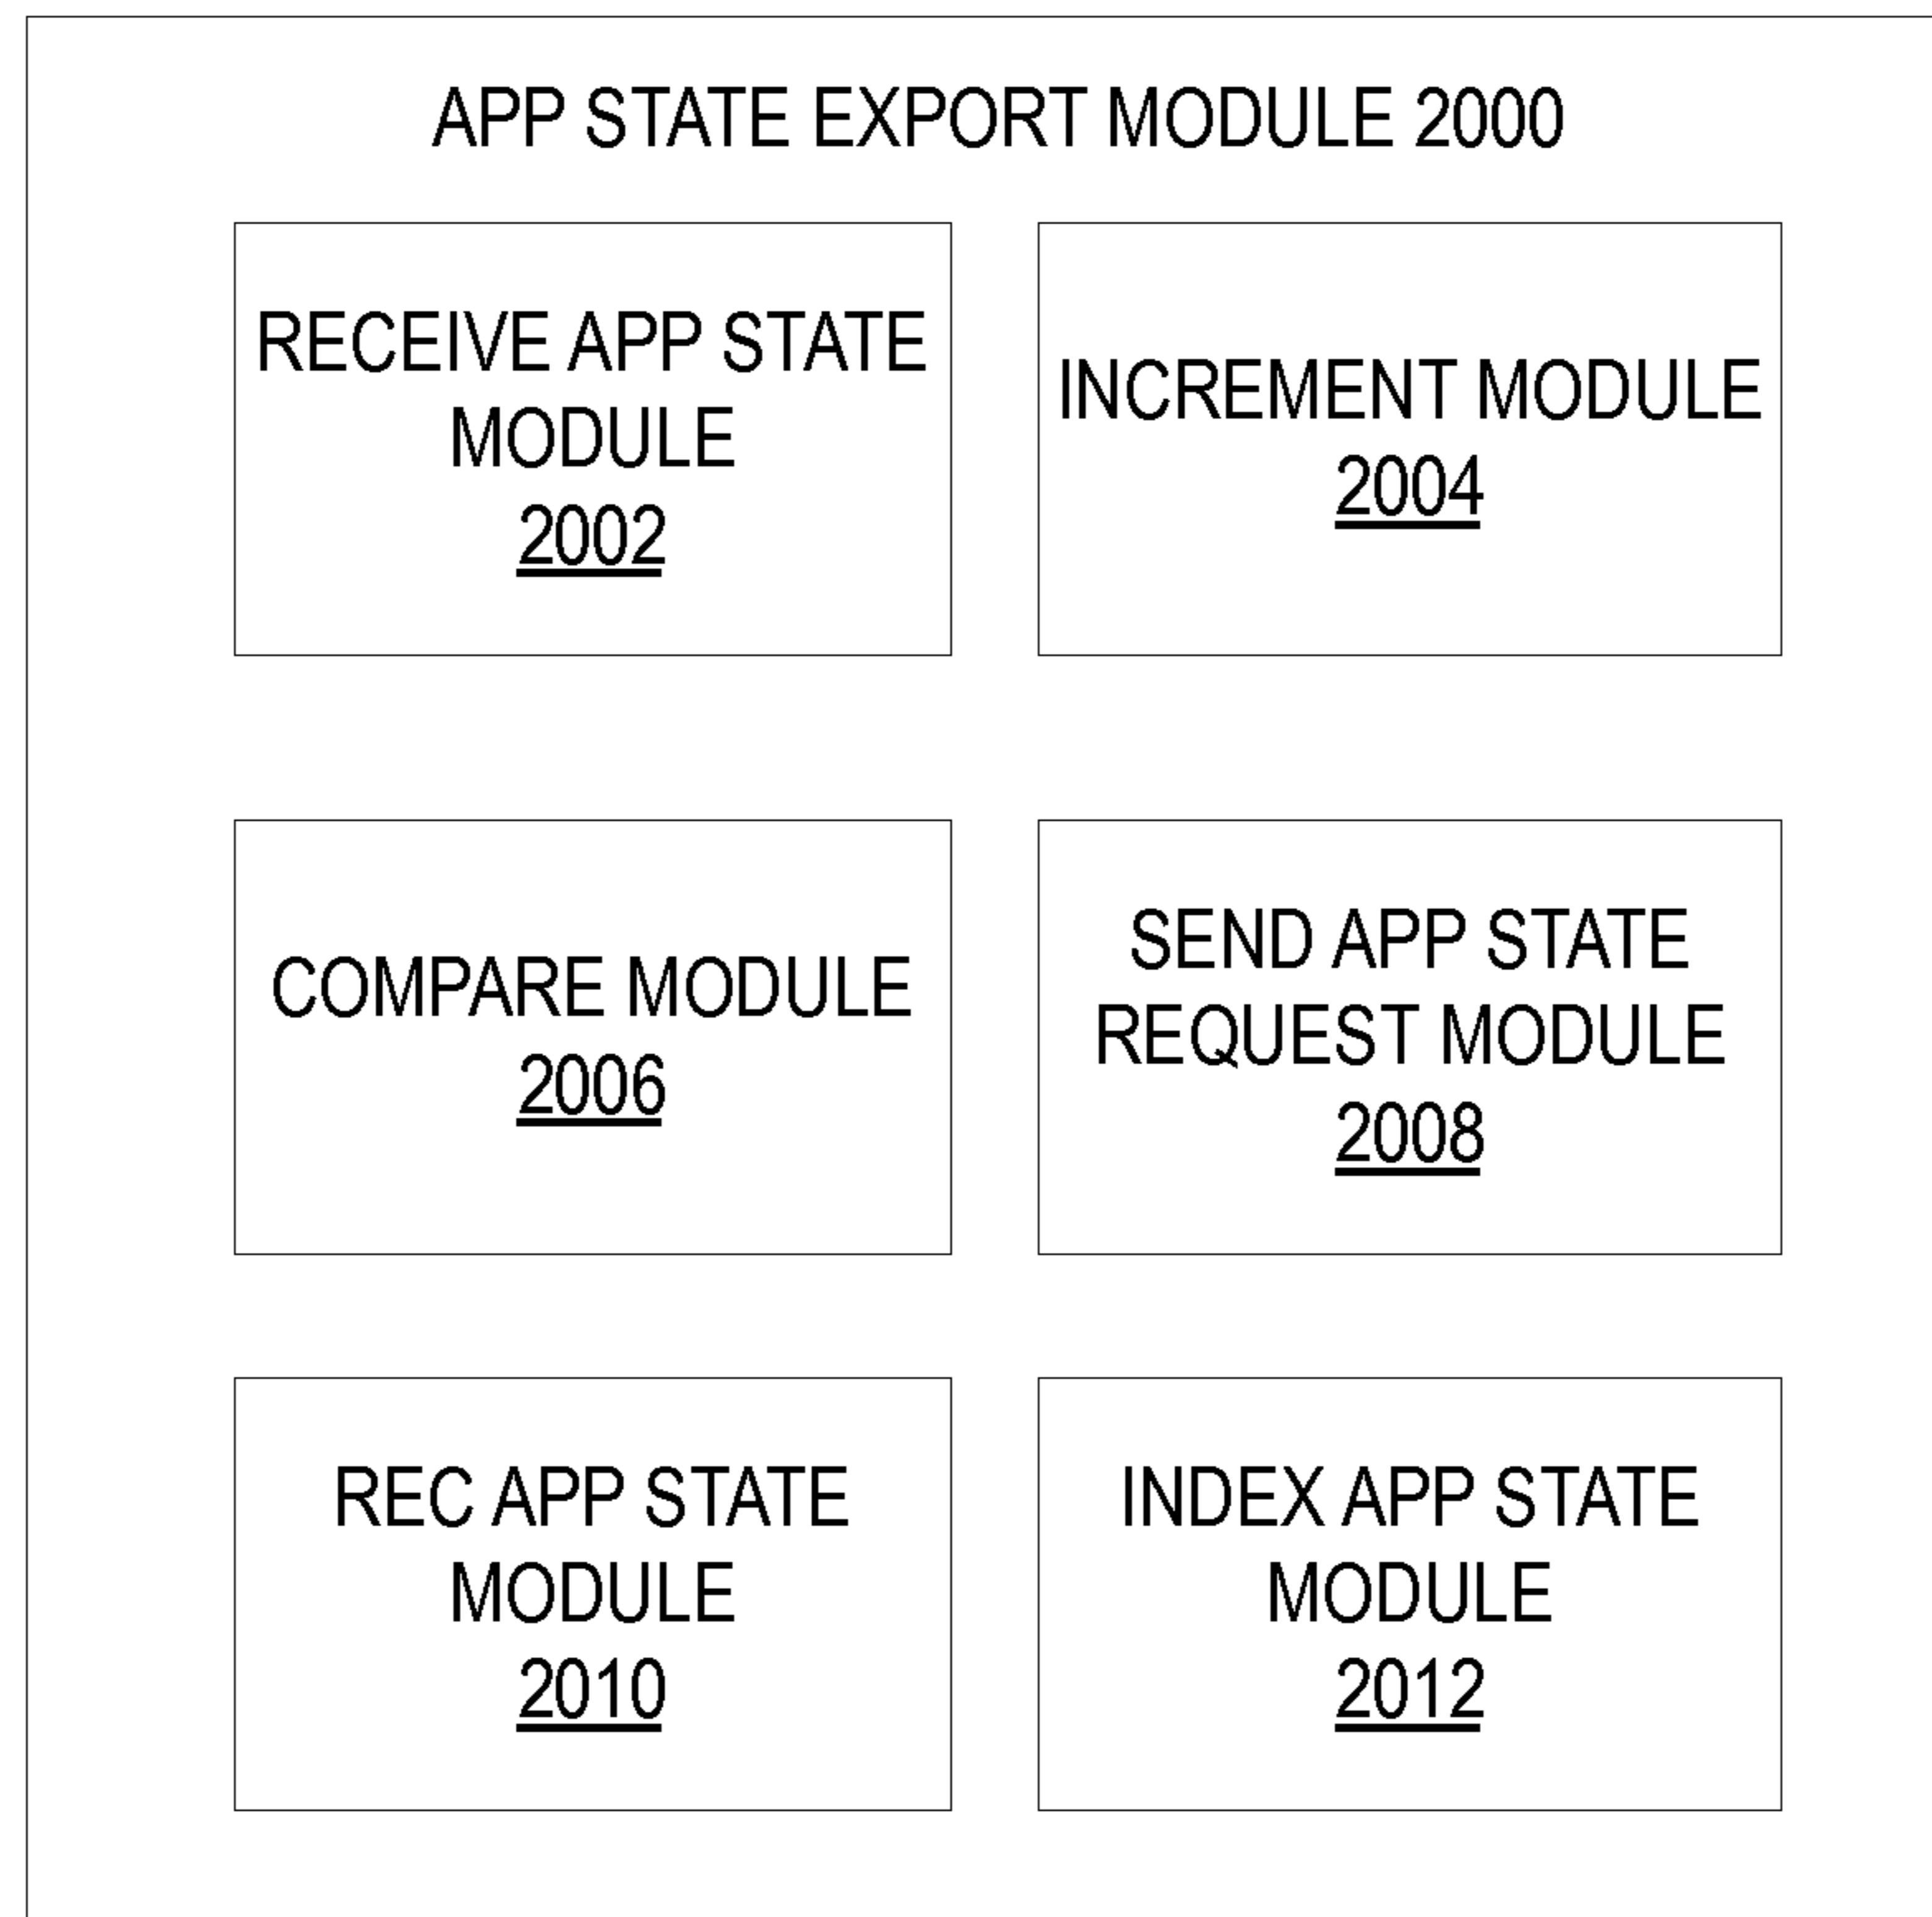 APP STATE EXPORT MODULE 2000
RECEIVE APP STATE
MODULE
2002
INCREMENT MODULE
2004
COMPARE MODULE
2006
SEND APP STATE
REQUEST MODULE
2008
REC APP STATE
MODULE
2010
INDEX APP STATE
MODULE
2012